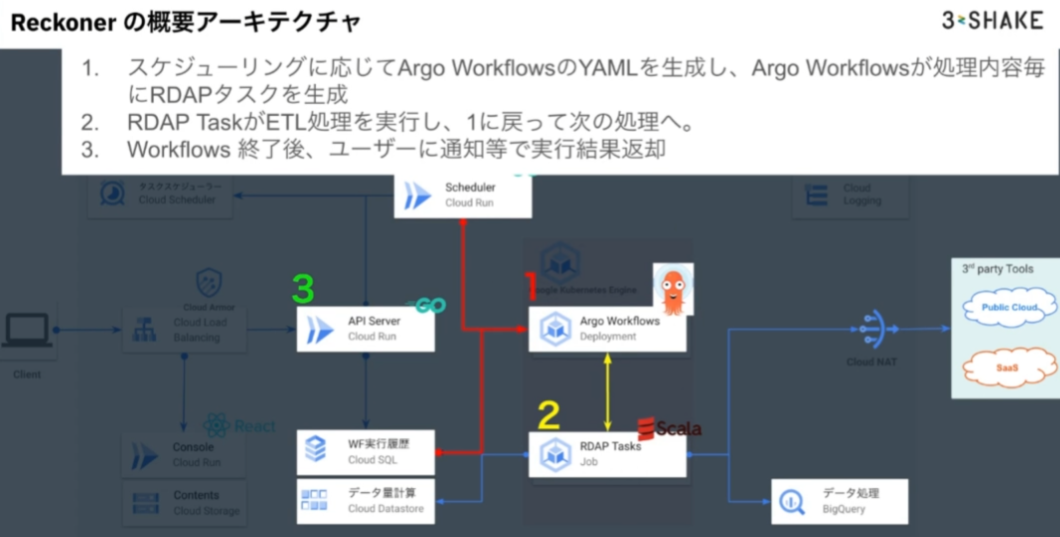 Reckoner の概要アーキテクチャ
3-SHAKE
1. スケジューリングに応じてArgo WorkflowsのYAMLを生成し、Argo Workflowsが処理内容毎
にRDAPタスクを生成
2. RDAP TaskがETL処理を実行し、1に戻って次の処理へ。
3. Workflows 終了後、ユーザーに通知等で実行結果返却
タスクスケジューラー
Cloud Scheduler
Scheduler
Cloud Run
Cloud
Logging
3rd party Tools
Public Cloud
SaaS
Google Kubernetes Engine
1
Argo Workflows
Deployment
3
GO
API Server
Cloud Run
Cloud Armor
Cloud Load
Balancing
Client
Cloud NAT
2
Scala
RDAP Tasks
Job
React
Console
Cloud Run
Contents
Cloud Storage
WF実行履歴
Cloud SQL
データ量計算
Cloud Datastore
データ処理
BigQuery